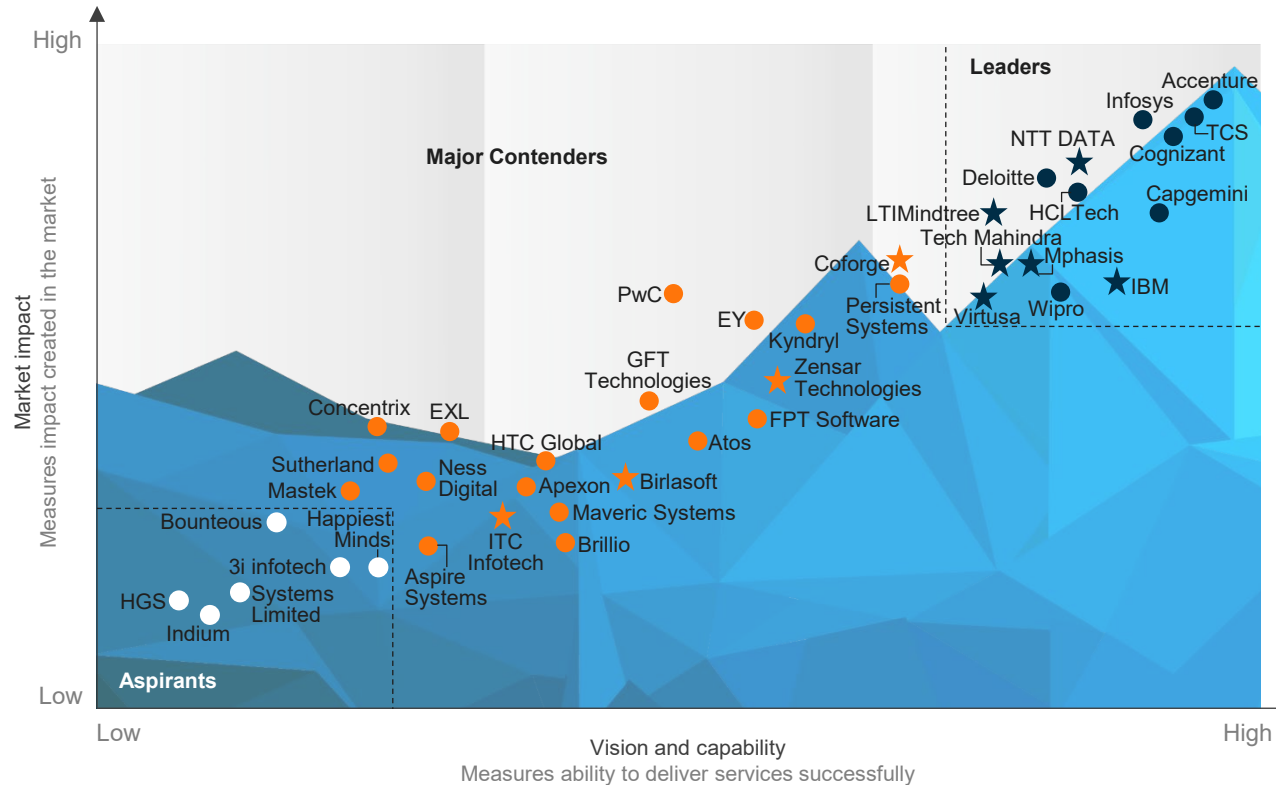 High
Leaders
Accenture
Infosys
TCS
NTT DATA
Cognizant
Major Contenders
Deloitte
Capgemini
LTIMindtree
HCLTech
Tech Mahindra
Mphasis
Coforge
IBM
PwC
Persistent
Systems
Virtusa
Wipro
EY
Kyndryl
GFT
Technologies
Zensar
Technologies
Concentrix
EXL
FPT Software
HTC Global
Atos
Sutherland
Ness
Digital
Mastek
Apexon
Birlasoft
Bounteous
Happiest
Minds
Maveric Systems
ITC
Infotech
Brillio
3i infotech
Aspire
Systems
HGS
Systems
Limited
Indium
Aspirants
Market impact
Measures impact created in the market
Low
Low
High
Vision and capability
Measures ability to deliver services successfully